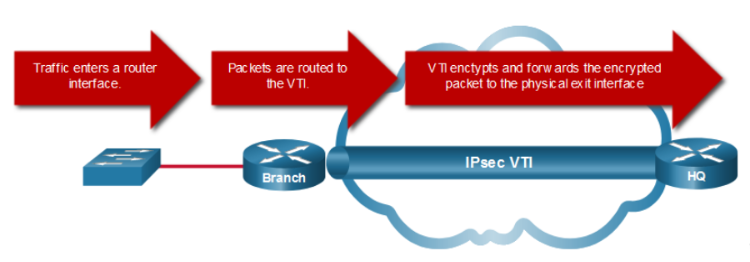 Traffic enters a router
interface.
Packets are routed to
the VTI.
VTI enctypts and forwards the encrypted
packet to the physical exit interface
IPsec VTI
Branch
HQ